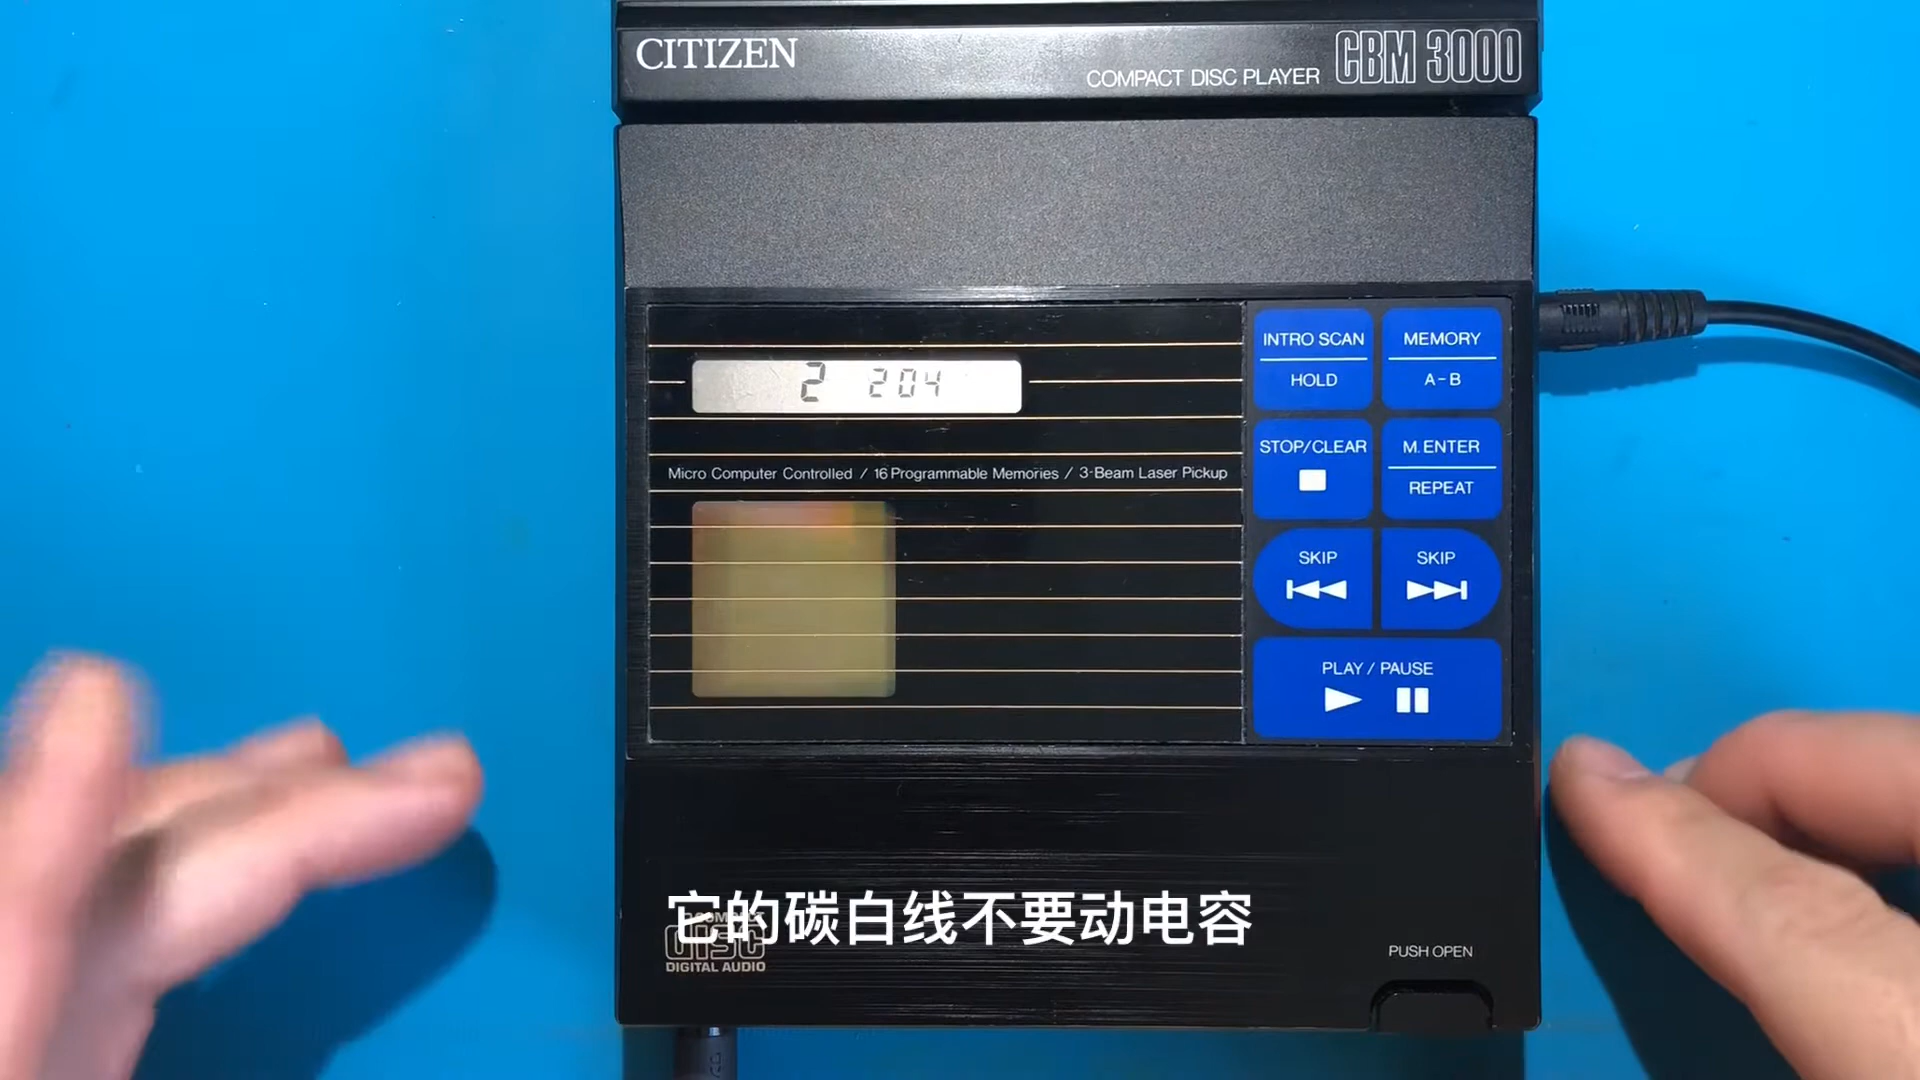 CITIZEN
COMPACT DISC PLAYER CBM 3000
INTRO SCAN
HOLD
MEMORY
A-B
2 204
STOP/CLEAR
M.ENTER
REPEAT
Micro Computer Controlled / 16 Programmable Memories / 3-Beam Laser Pickup
SKIP
SKIP
PLAY / PAUSE
它的碳白线不要动电容
COMPACT
disc
DIGITAL AUDIO
PUSH OPEN